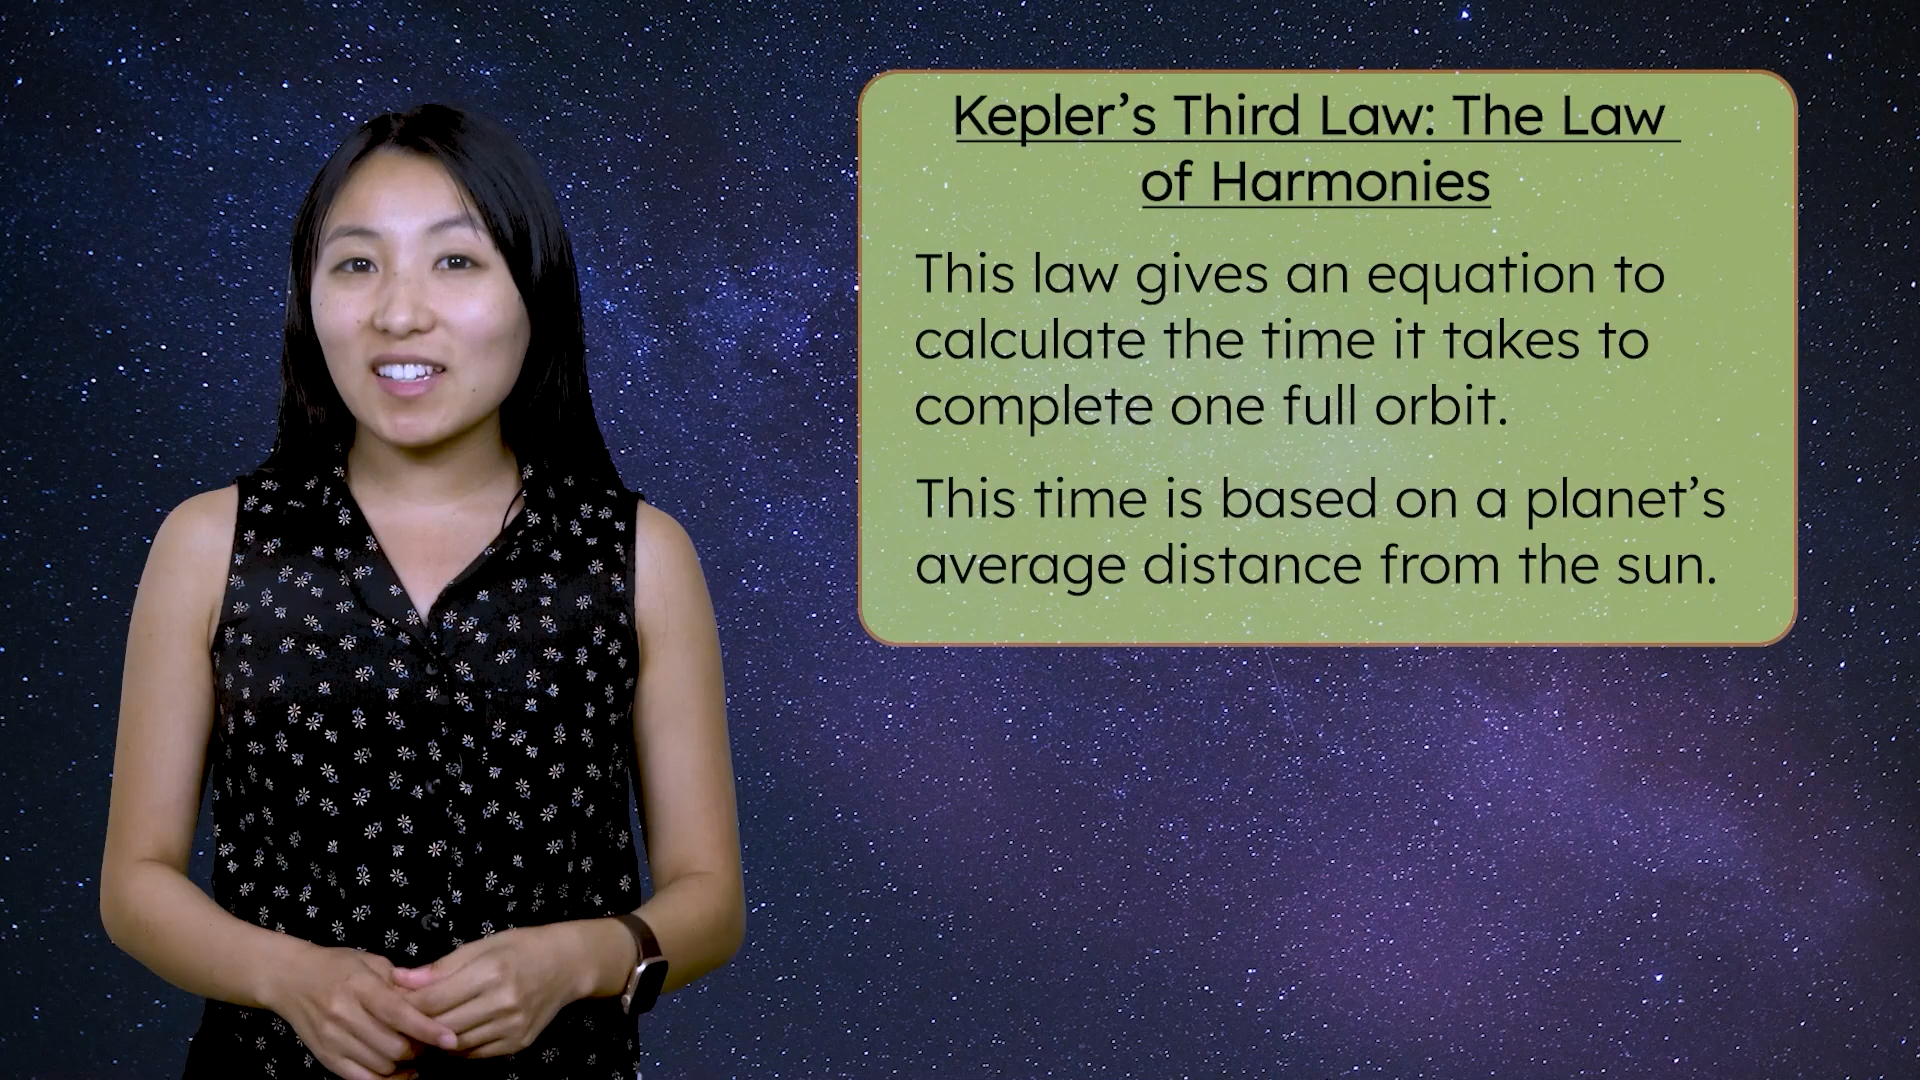 Kepler’s Third Law: The Law
of Harmonies
This law gives an equation to
calculate the time it takes to
complete one full orbit.
This time is based on a planet’s
average distance from the sun.